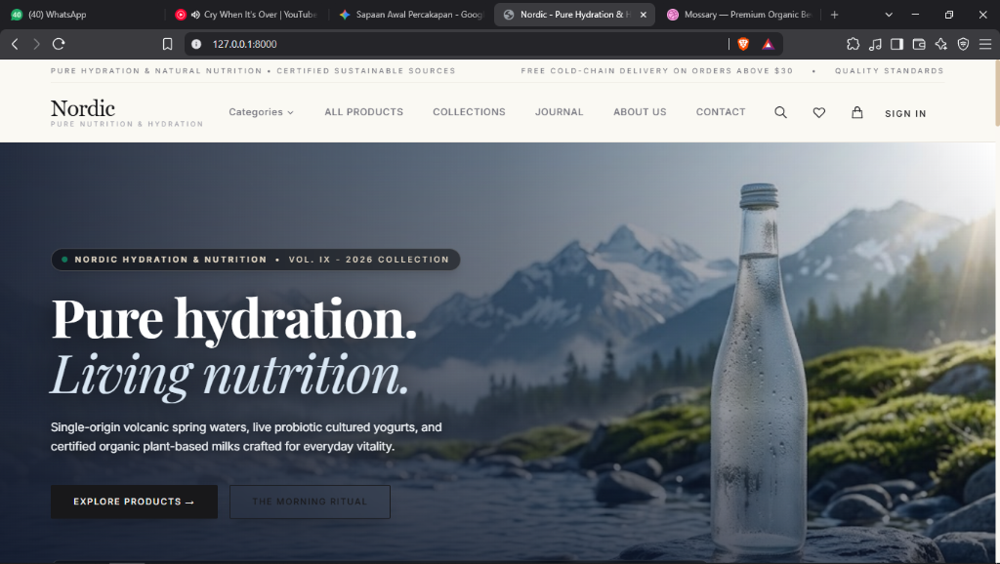 (40) WhatsApp
Cry When It's Over | YouTube
Sapaan Awal Percakapan - Goog
Nordic - Pure Hydration &
Mossary — Premium Organic Be
127.0.0.1:8000
PURE HYDRATION & NATURAL NUTRITION • CERTIFIED SUSTAINABLE SOURCES
FREE COLD-CHAIN DELIVERY ON ORDERS ABOVE $30 • QUALITY STANDARDS
Nordic
PURE NUTRITION & HYDRATION
Categories
ALL PRODUCTS
COLLECTIONS
JOURNAL
ABOUT US
CONTACT
SIGN IN
NORDIC HYDRATION & NUTRITION • VOL. IX - 2026 COLLECTION
Pure hydration.
Living nutrition.
Single-origin volcanic spring waters, live probiotic cultured yogurts, and
certified organic plant-based milks crafted for everyday vitality.
EXPLORE PRODUCTS →
THE MORNING RITUAL